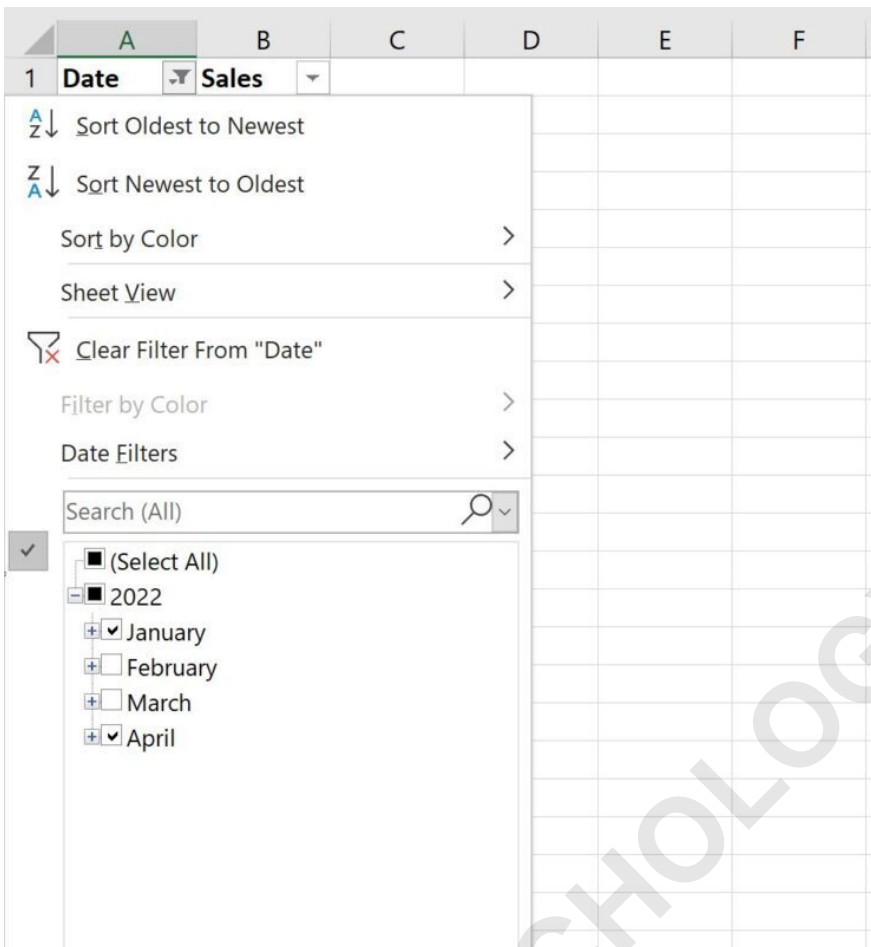 A B C D E F
1 Date Sales
Sort Oldest to Newest
Sort Newest to Oldest
Sort by Color
Sheet View
Clear Filter From "Date"
Filter by Color
Date Filters
Search (All)
(Select All)
2022
January
February
March
April